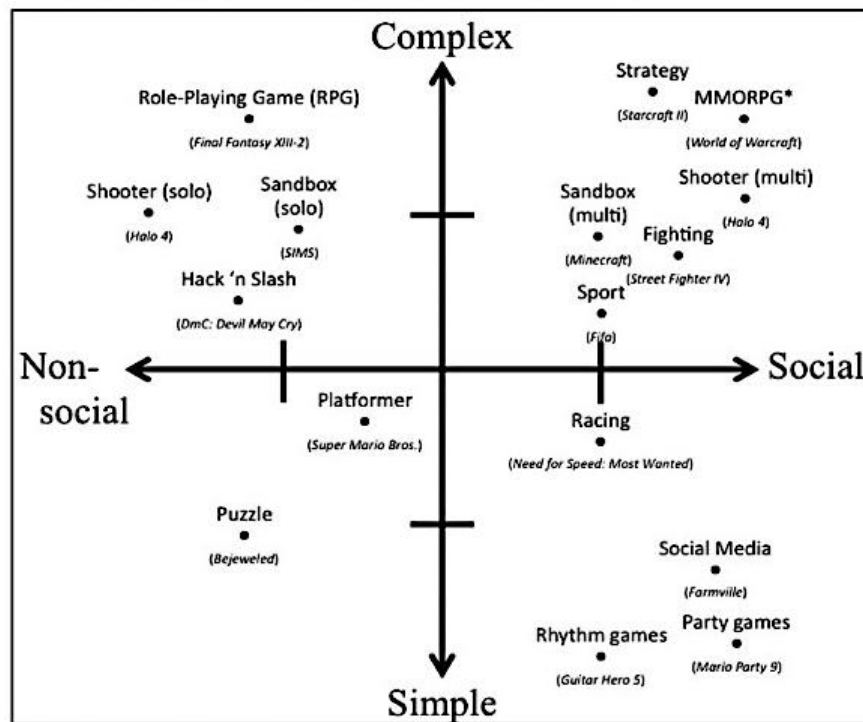 Complex
Strategy
(Starcraft II)
MMORPG*
(World of Warcraft)
Role-Playing Game (RPG)
(Final Fantasy XIII-2)
Shooter (solo)
(Halo 4)
Sandbox
(solo)
(SIMS)
Sandbox
(multi)
(Minecraft)
Shooter (multi)
(Halo 4)
Fighting
(Street Fighter IV)
Hack 'n Slash
(DmC: Devil May Cry)
Sport
(Fifa)
Non-
social
Social
Platformer
(Super Mario Bros.)
Racing
(Need for Speed: Most Wanted)
Puzzle
(Bejeweled)
Social Media
(Farmville)
Party games
(Mario Party 9)
Rhythm games
(Guitar Hero 5)
Simple